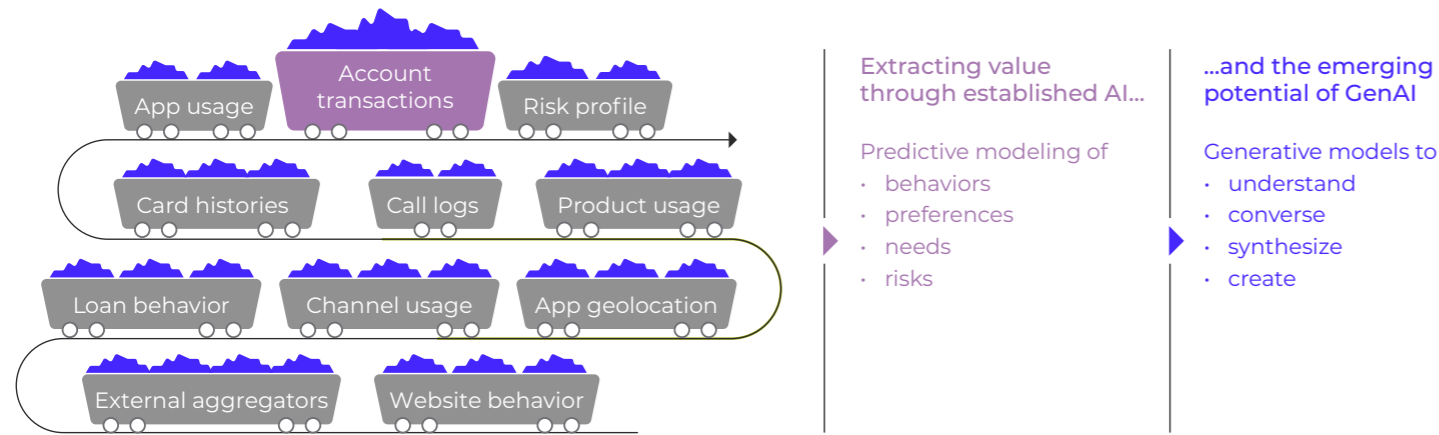 App usage
Account
transactions
Risk profile
Card histories
Call logs
Product usage
Loan behavior
Channel usage
App geolocation
External aggregators
Website behavior
Extracting value
through established AI...
Predictive modeling of
• behaviors
• preferences
• needs
• risks
...and the emerging
potential of GenAI
Generative models to
• understand
• converse
• synthesize
• create